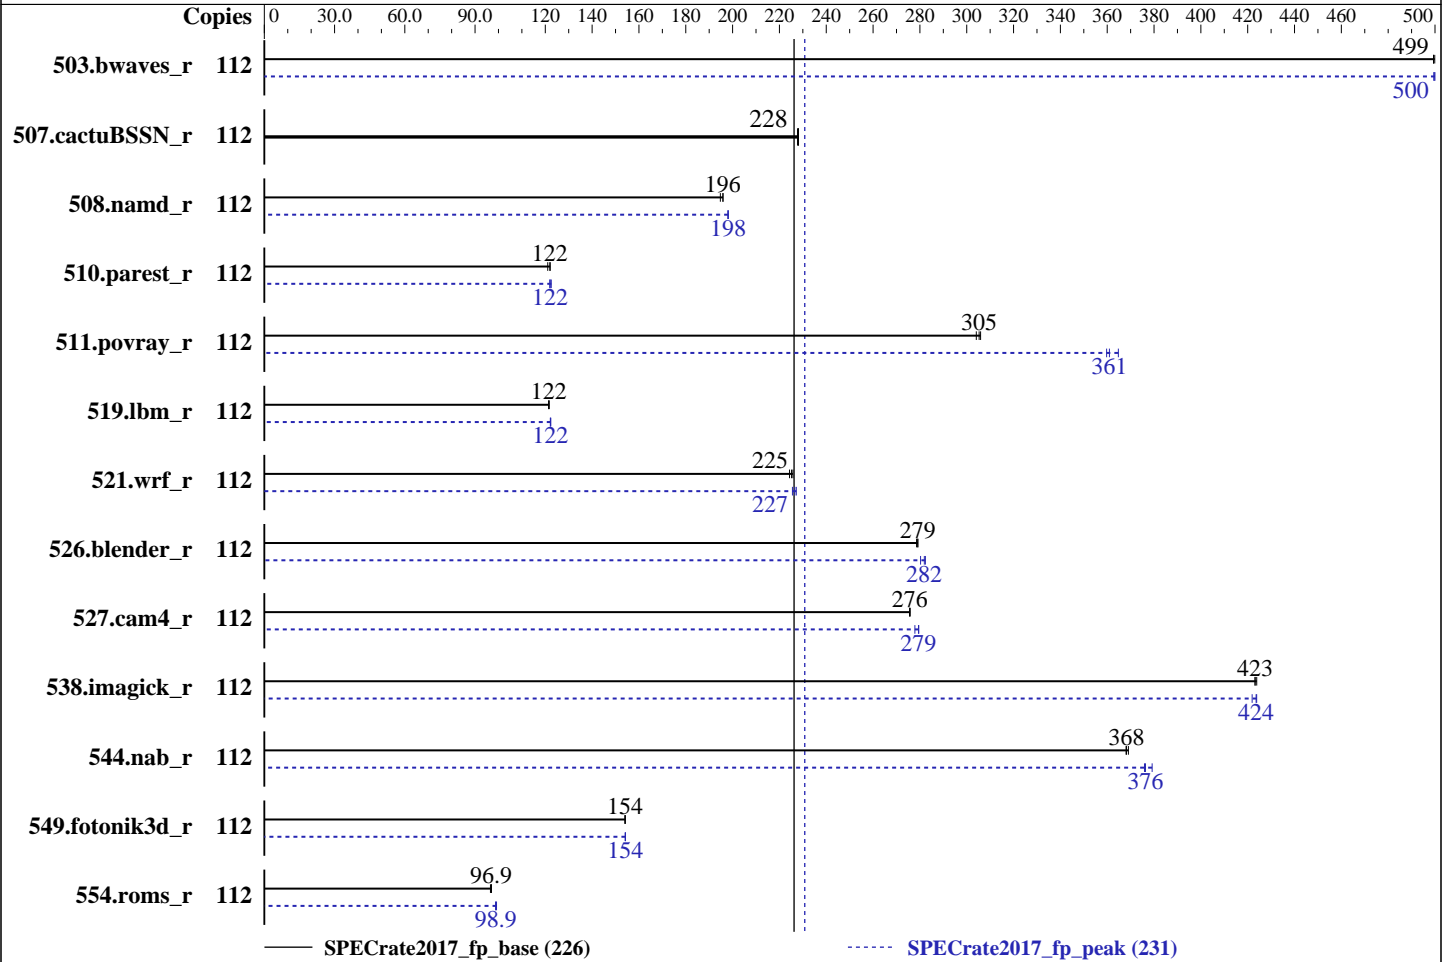 Copies 0 30.0 60.0 90.0 120 140 160 180 200 220 240 260 280 300 320 340 360 380 400 420 440 460 500
499
503.bwaves_r 112
500
228
507.cactuBSSN_r 112
196
508.namd_r 112
198
122
510.parest_r 112
122
305
511.povray_r 112
361
122
519.lbm_r 112
122
225
521.wrf_r 112
227
279
526.blender_r 112
282
276
527.cam4_r 112
279
423
538.imagick_r 112
424
368
544.nab_r 112
376
154
549.fotonik3d_r 112
154
96.9
554.roms_r 112
98.9
SPECrate2017_fp_base (226) SPECrate2017_fp_peak (231)